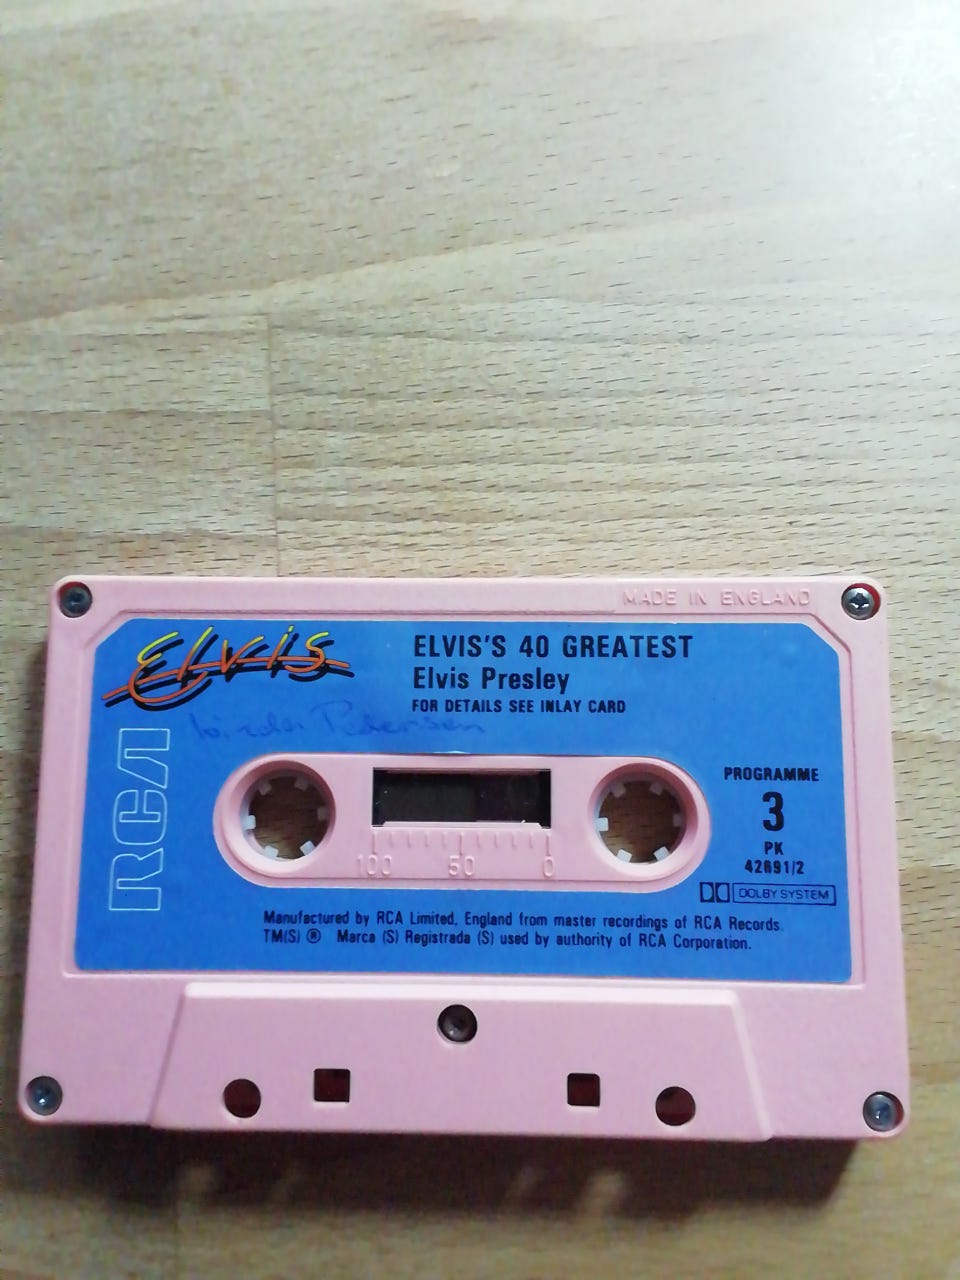 MADE IN ENGLAND
ELVIS
ELVIS'S 40 GREATEST
Elvis Presley
FOR DETAILS SEE INLAY CARD
Pedersen
RCA
PROGRAMME
3
PK
42691/2
100 50 0
DOLBY SYSTEM
Manufactured by RCA Limited, England from master recordings of RCA Records.
TM(S) ® Marca (S) Registrada (S) used by authority of RCA Corporation.